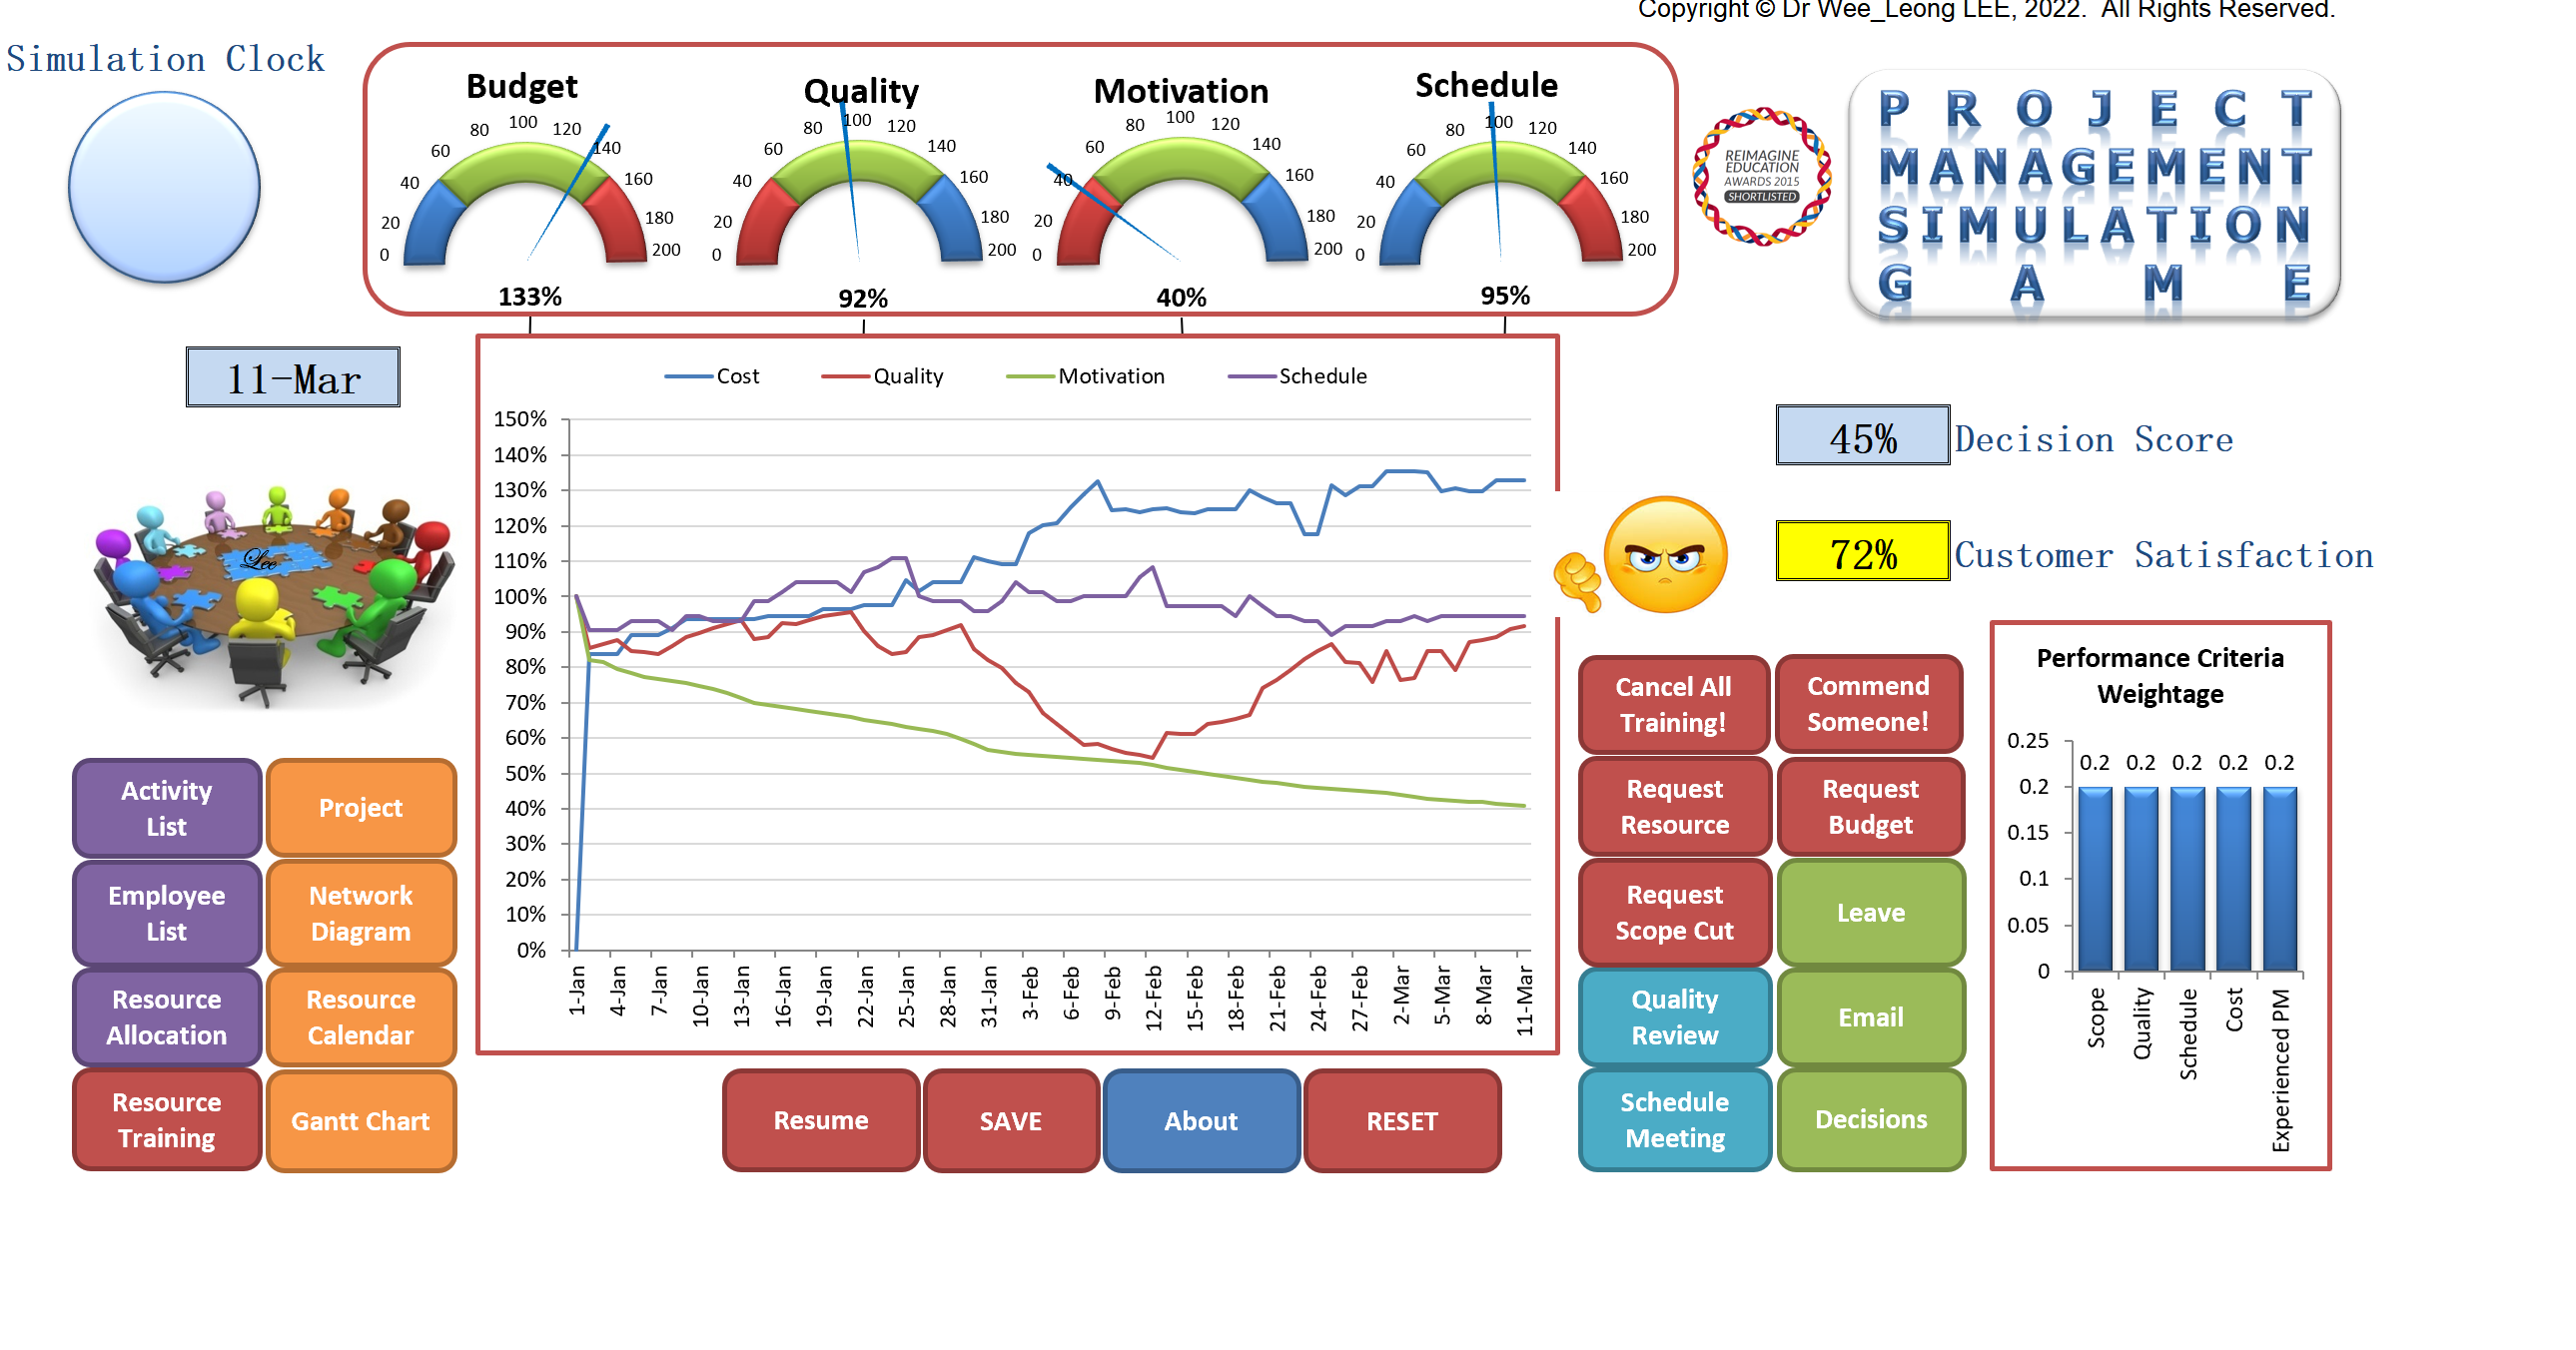 Copyright © Dr Wee_Leong LEE, 2022.  All Rights Reserved.
Simulation Clock
Budget
0
20
40
60
80
100
120
140
160
180
200
133%
Quality
0
20
40
60
80
100
120
140
160
180
200
92%
Motivation
0
20
40
60
80
100
120
140
160
180
200
40%
Schedule
0
20
40
60
80
100
120
140
160
180
200
95%
REIMAGINE
EDUCATION
AWARDS 2015
SHORTLISTED
PROJECT
MANAGEMENT
SIMULATION
GAME
11-Mar
Lee
Cost Quality Motivation Schedule
150%
140%
130%
120%
110%
100%
90%
80%
70%
60%
50%
40%
30%
20%
10%
0%
1-Jan
4-Jan
7-Jan
10-Jan
13-Jan
16-Jan
19-Jan
22-Jan
25-Jan
28-Jan
31-Jan
3-Feb
6-Feb
9-Feb
12-Feb
15-Feb
18-Feb
21-Feb
24-Feb
27-Feb
2-Mar
5-Mar
8-Mar
11-Mar
45% Decision Score
72% Customer Satisfaction
Activity
List
Project
Employee
List
Network
Diagram
Resource
Allocation
Resource
Calendar
Resource
Training
Gantt Chart
Resume
SAVE
About
RESET
Cancel All
Training!
Commend
Someone!
Request
Resource
Request
Budget
Request
Scope Cut
Leave
Quality
Review
Email
Schedule
Meeting
Decisions
Performance Criteria
Weightage
0.25
0.2
0.15
0.1
0.05
0
0.2 0.2 0.2 0.2 0.2
Scope
Quality
Schedule
Cost
Experienced PM